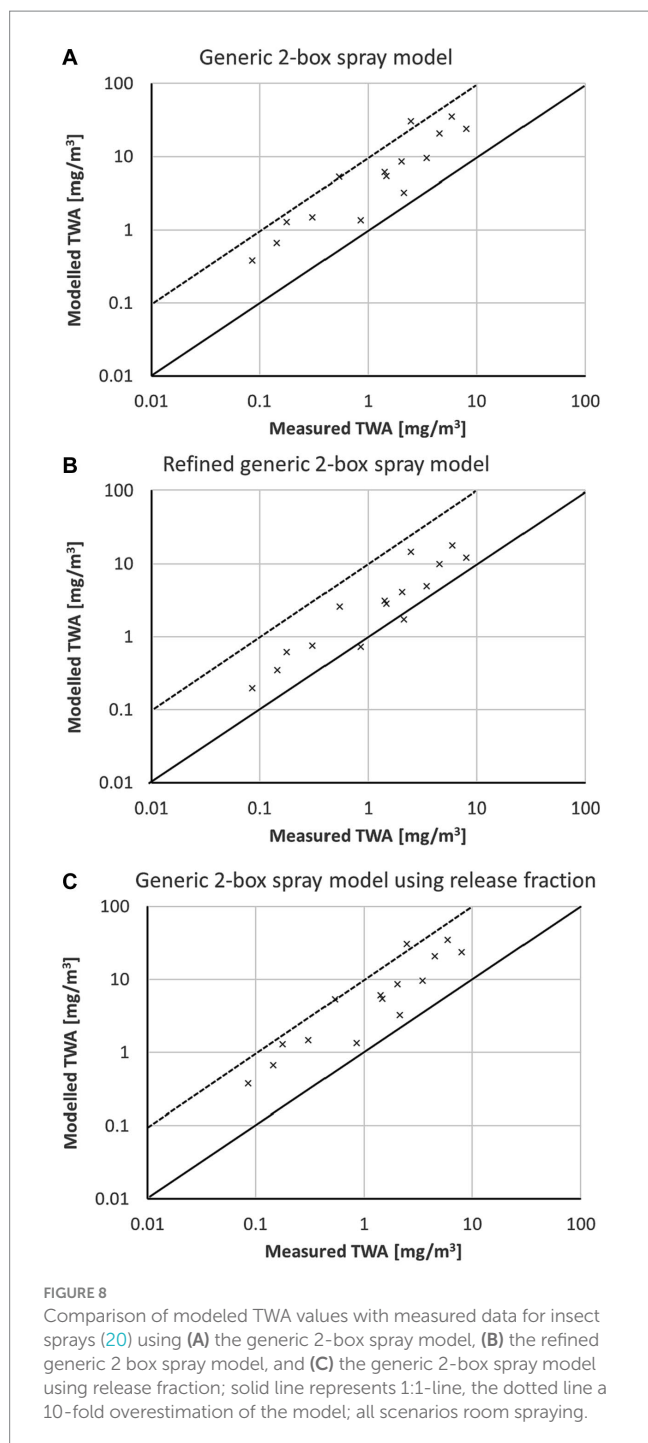 A
Generic 2-box spray model
Modelled TWA [mg/m³]
100
10
1
0.1
0.01
0.01 0.1 1 10 100
Measured TWA [mg/m³]
B
Refined generic 2-box spray model
Modelled TWA [mg/m³]
100
10
1
0.1
0.01
0.01 0.1 1 10 100
Measured TWA [mg/m³]
C
Generic 2-box spray model using release fraction
Modelled TWA [mg/m³]
100
10
1
0.1
0.01
0.01 0.1 1 10 100
Measured TWA [mg/m³]
FIGURE 8
Comparison of modeled TWA values with measured data for insect
sprays (20) using (A) the generic 2-box spray model, (B) the refined
generic 2 box spray model, and (C) the generic 2-box spray model
using release fraction; solid line represents 1:1-line, the dotted line a
10-fold overestimation of the model; all scenarios room spraying.